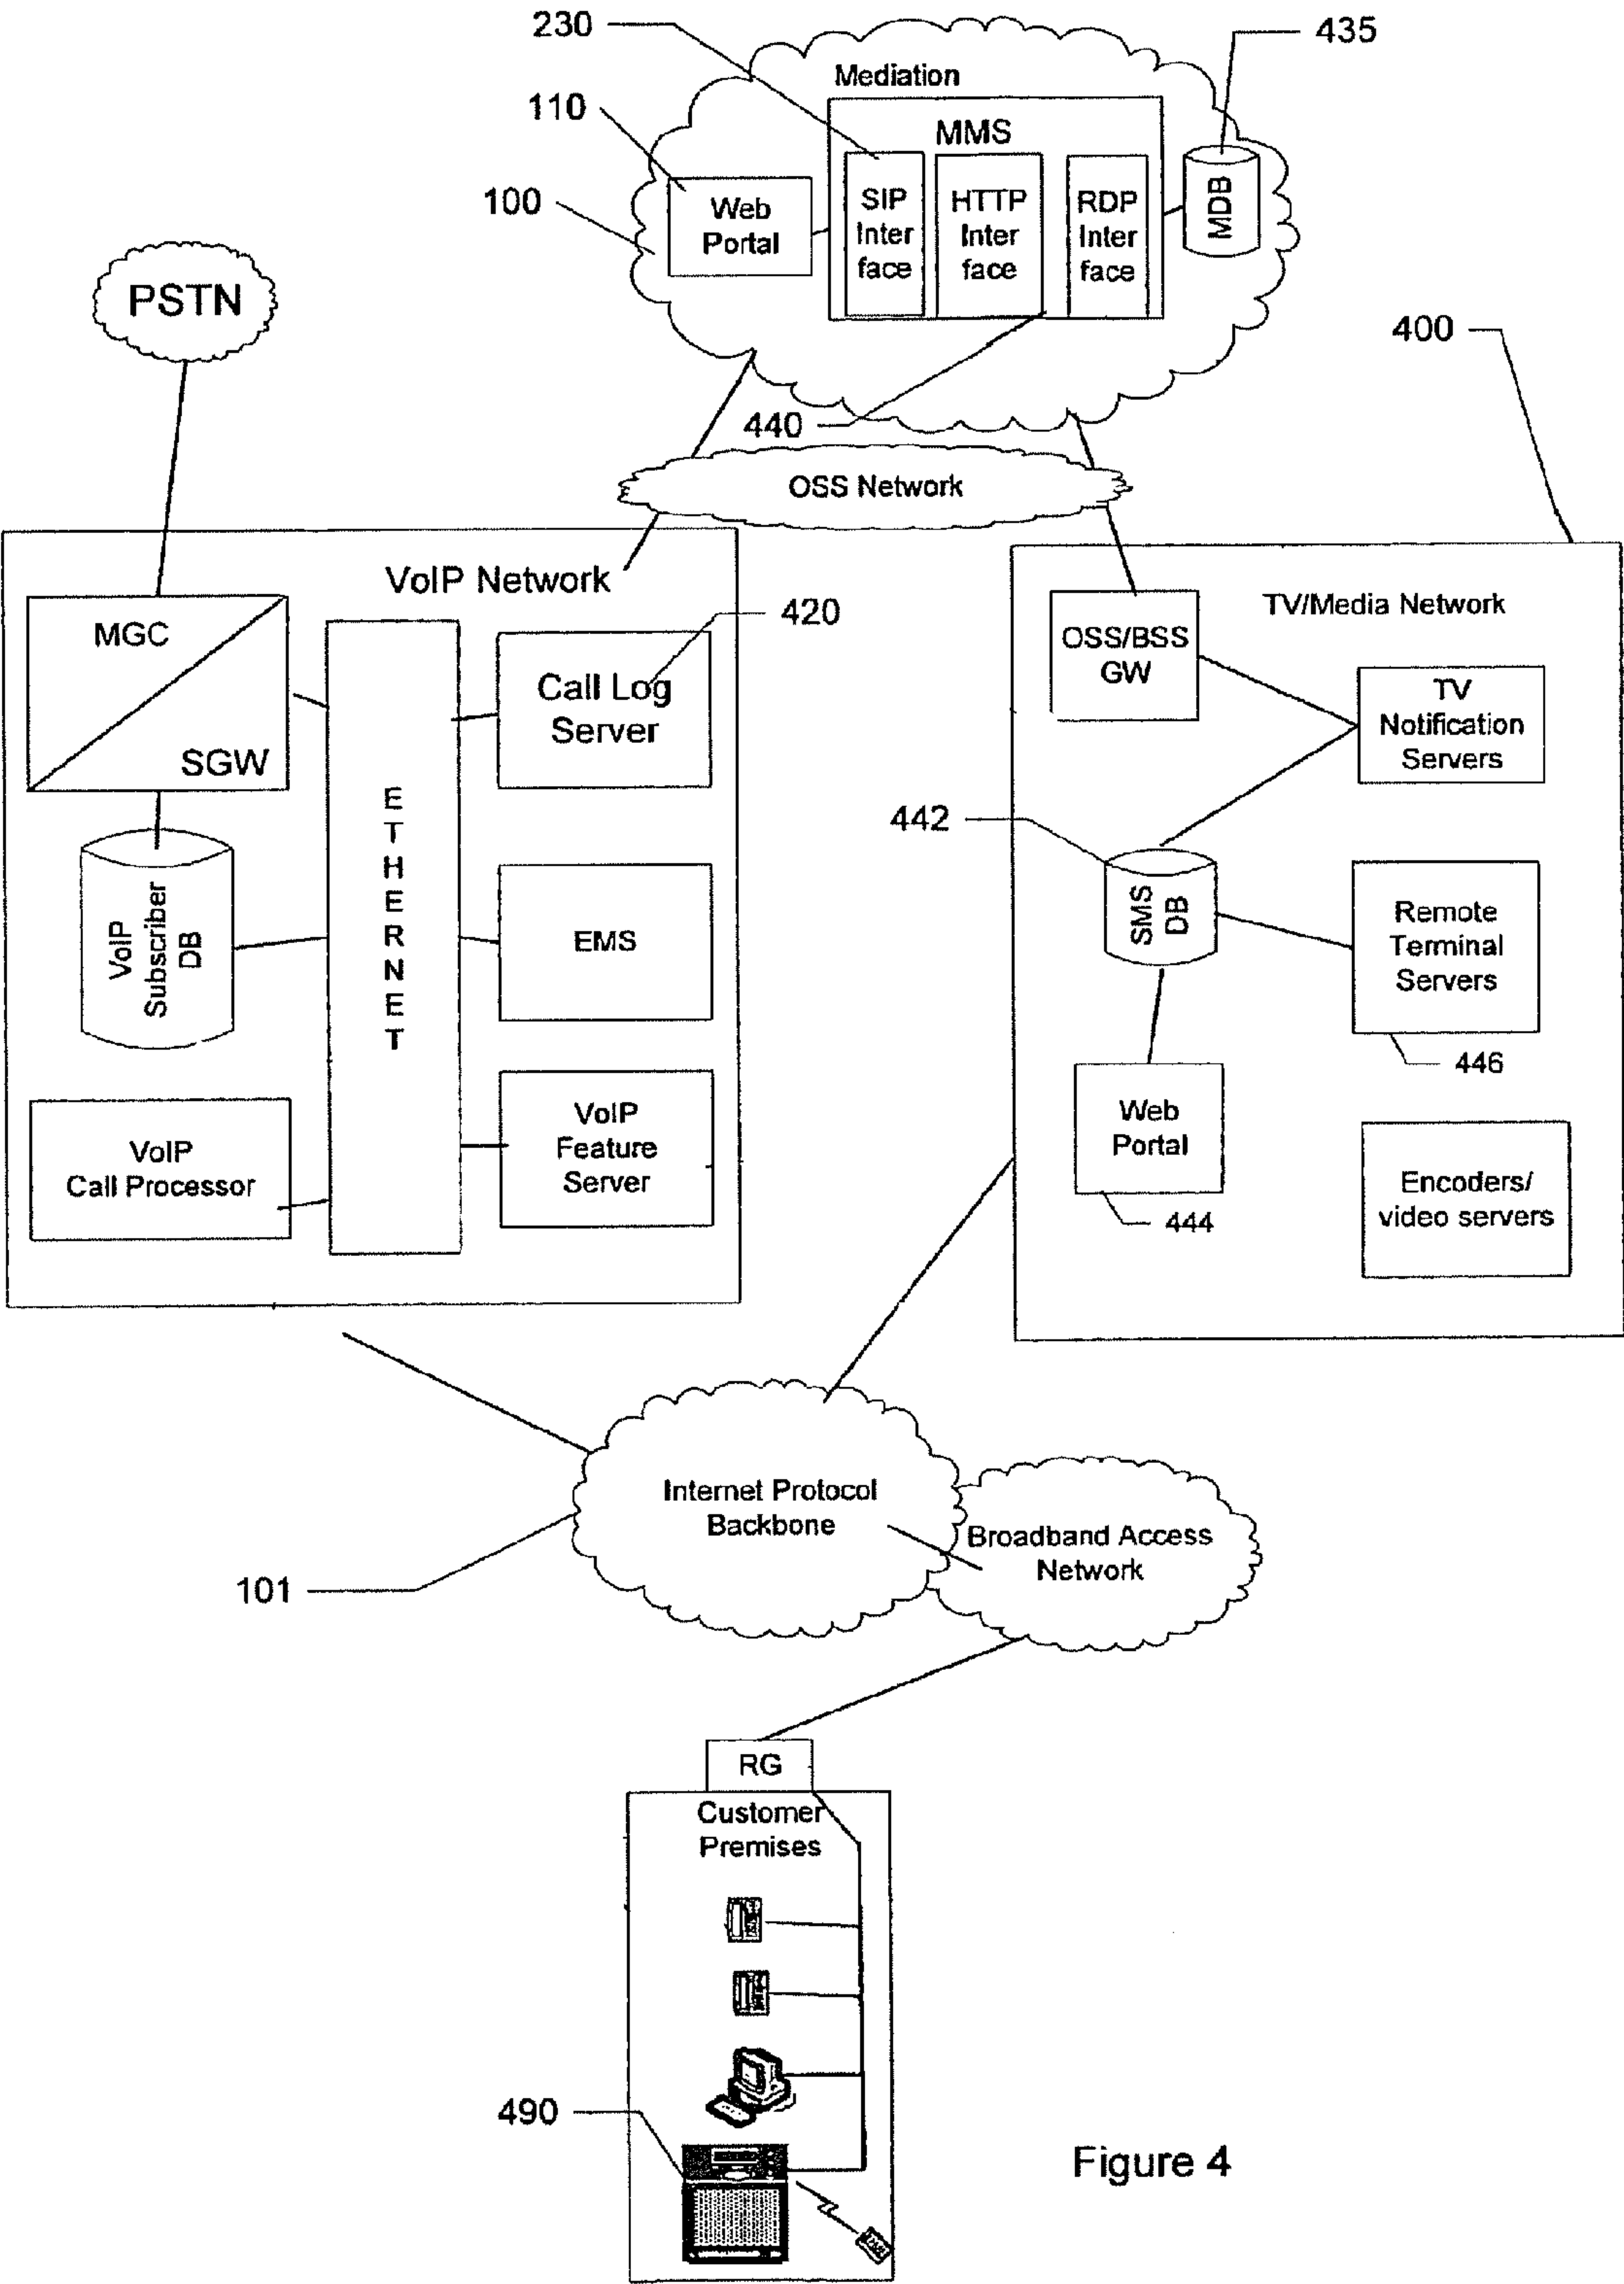 230
435
Mediation
110
MMS
100
Web
Portal
SIP
Inter
face
HTTP
Inter
face
RDP
Inter
face
MDB
PSTN
400
440
OSS Network
VoIP Network
MGC
SGW
420
Call Log
Server
ETHERNET
VoIP
Subscriber
DB
EMS
VoIP
Call Processor
VoIP
Feature
Server
TV/Media Network
OSS/BSS
GW
TV
Notification
Servers
442
SMS
DB
Remote
Terminal
Servers
446
Web
Portal
444
Encoders/
video servers
Internet Protocol
Backbone
Broadband Access
Network
101
RG
Customer
Premises
490
Figure 4